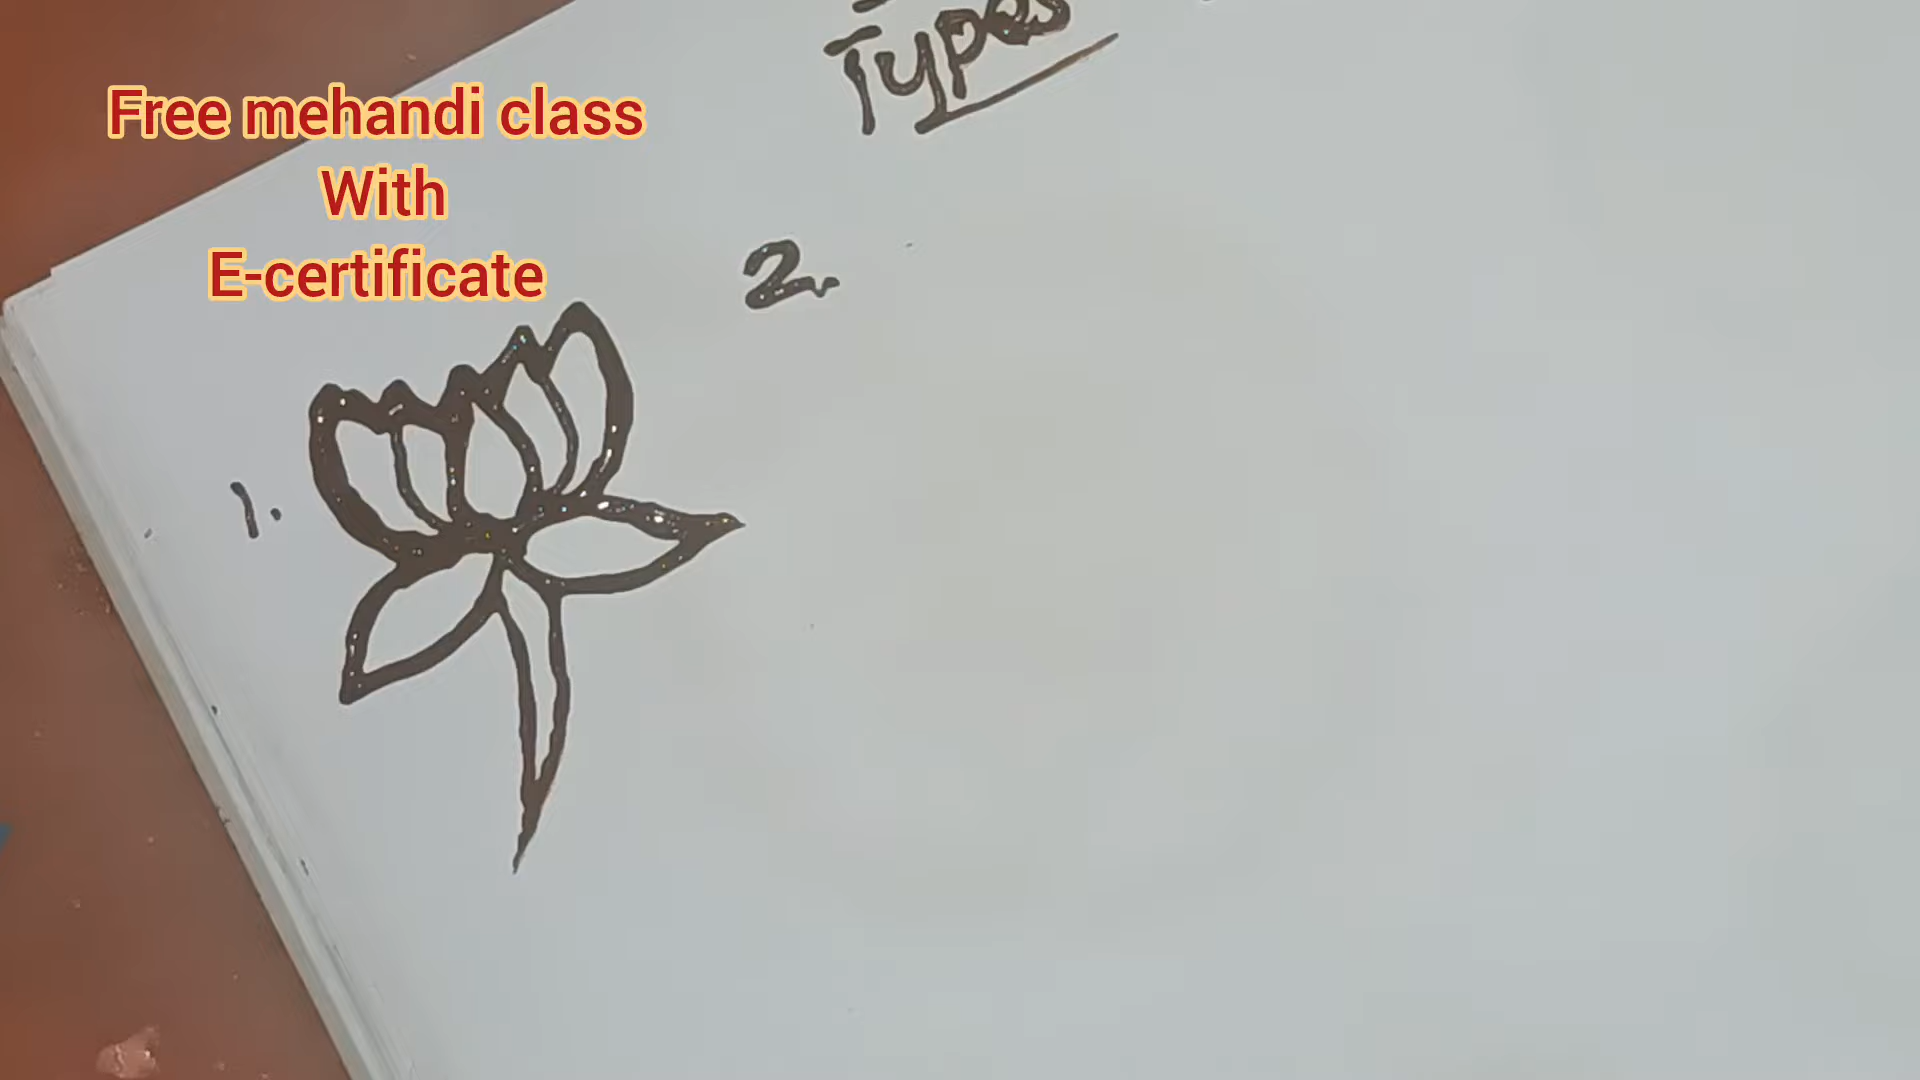 Types
Free mehandi class
With
E-certificate
2.
1.